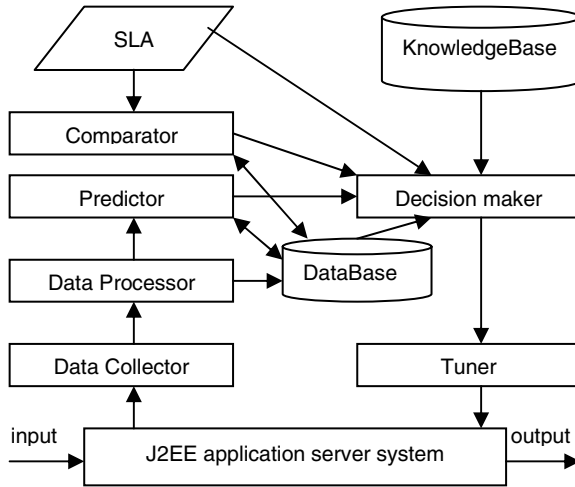 SLA
KnowledgeBase
Comparator
Predictor
Decision maker
DataBase
Data Processor
Data Collector
Tuner
input
J2EE application server system
output